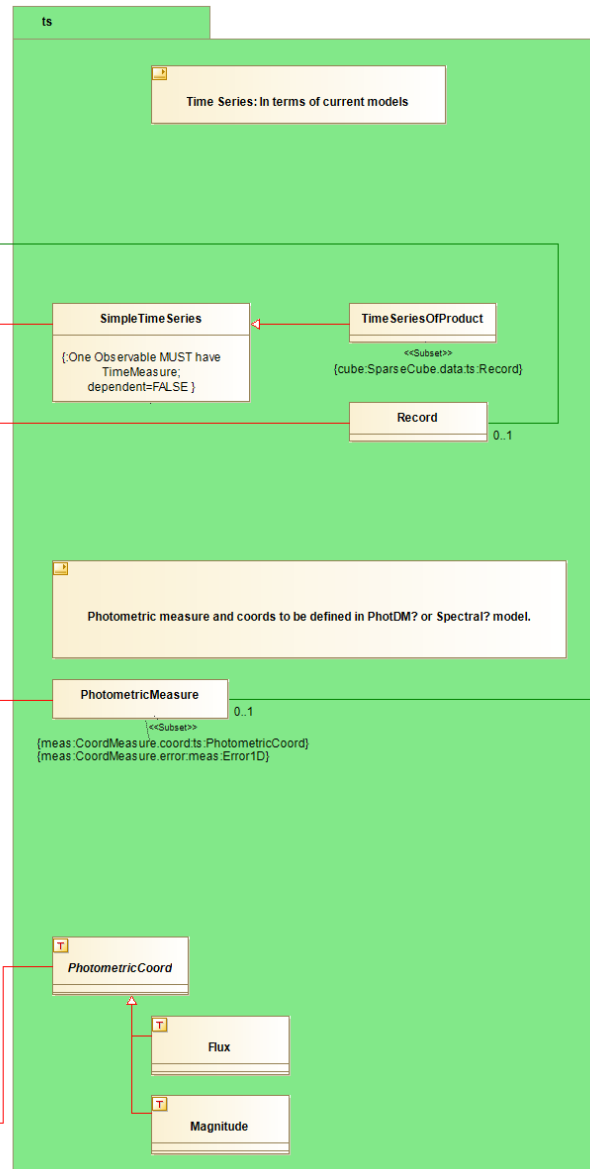 ts
Time Series: In terms of current models
SimpleTimeSeries
{:One Observable MUST have
TimeMeasure;
dependent=FALSE }
TimeSeriesOfProduct
<<Subset>>
{cube:SparseCube.data:ts:Record}
Record
0..1
Photometric measure and coords to be defined in PhotDM? or Spectral? model.
PhotometricMeasure
0..1
<<Subset>>
{meas:CoordMeasure.coord:ts:PhotometricCoord}
{meas:CoordMeasure.error:meas:Error1D}
T
PhotometricCoord
T
Flux
T
Magnitude